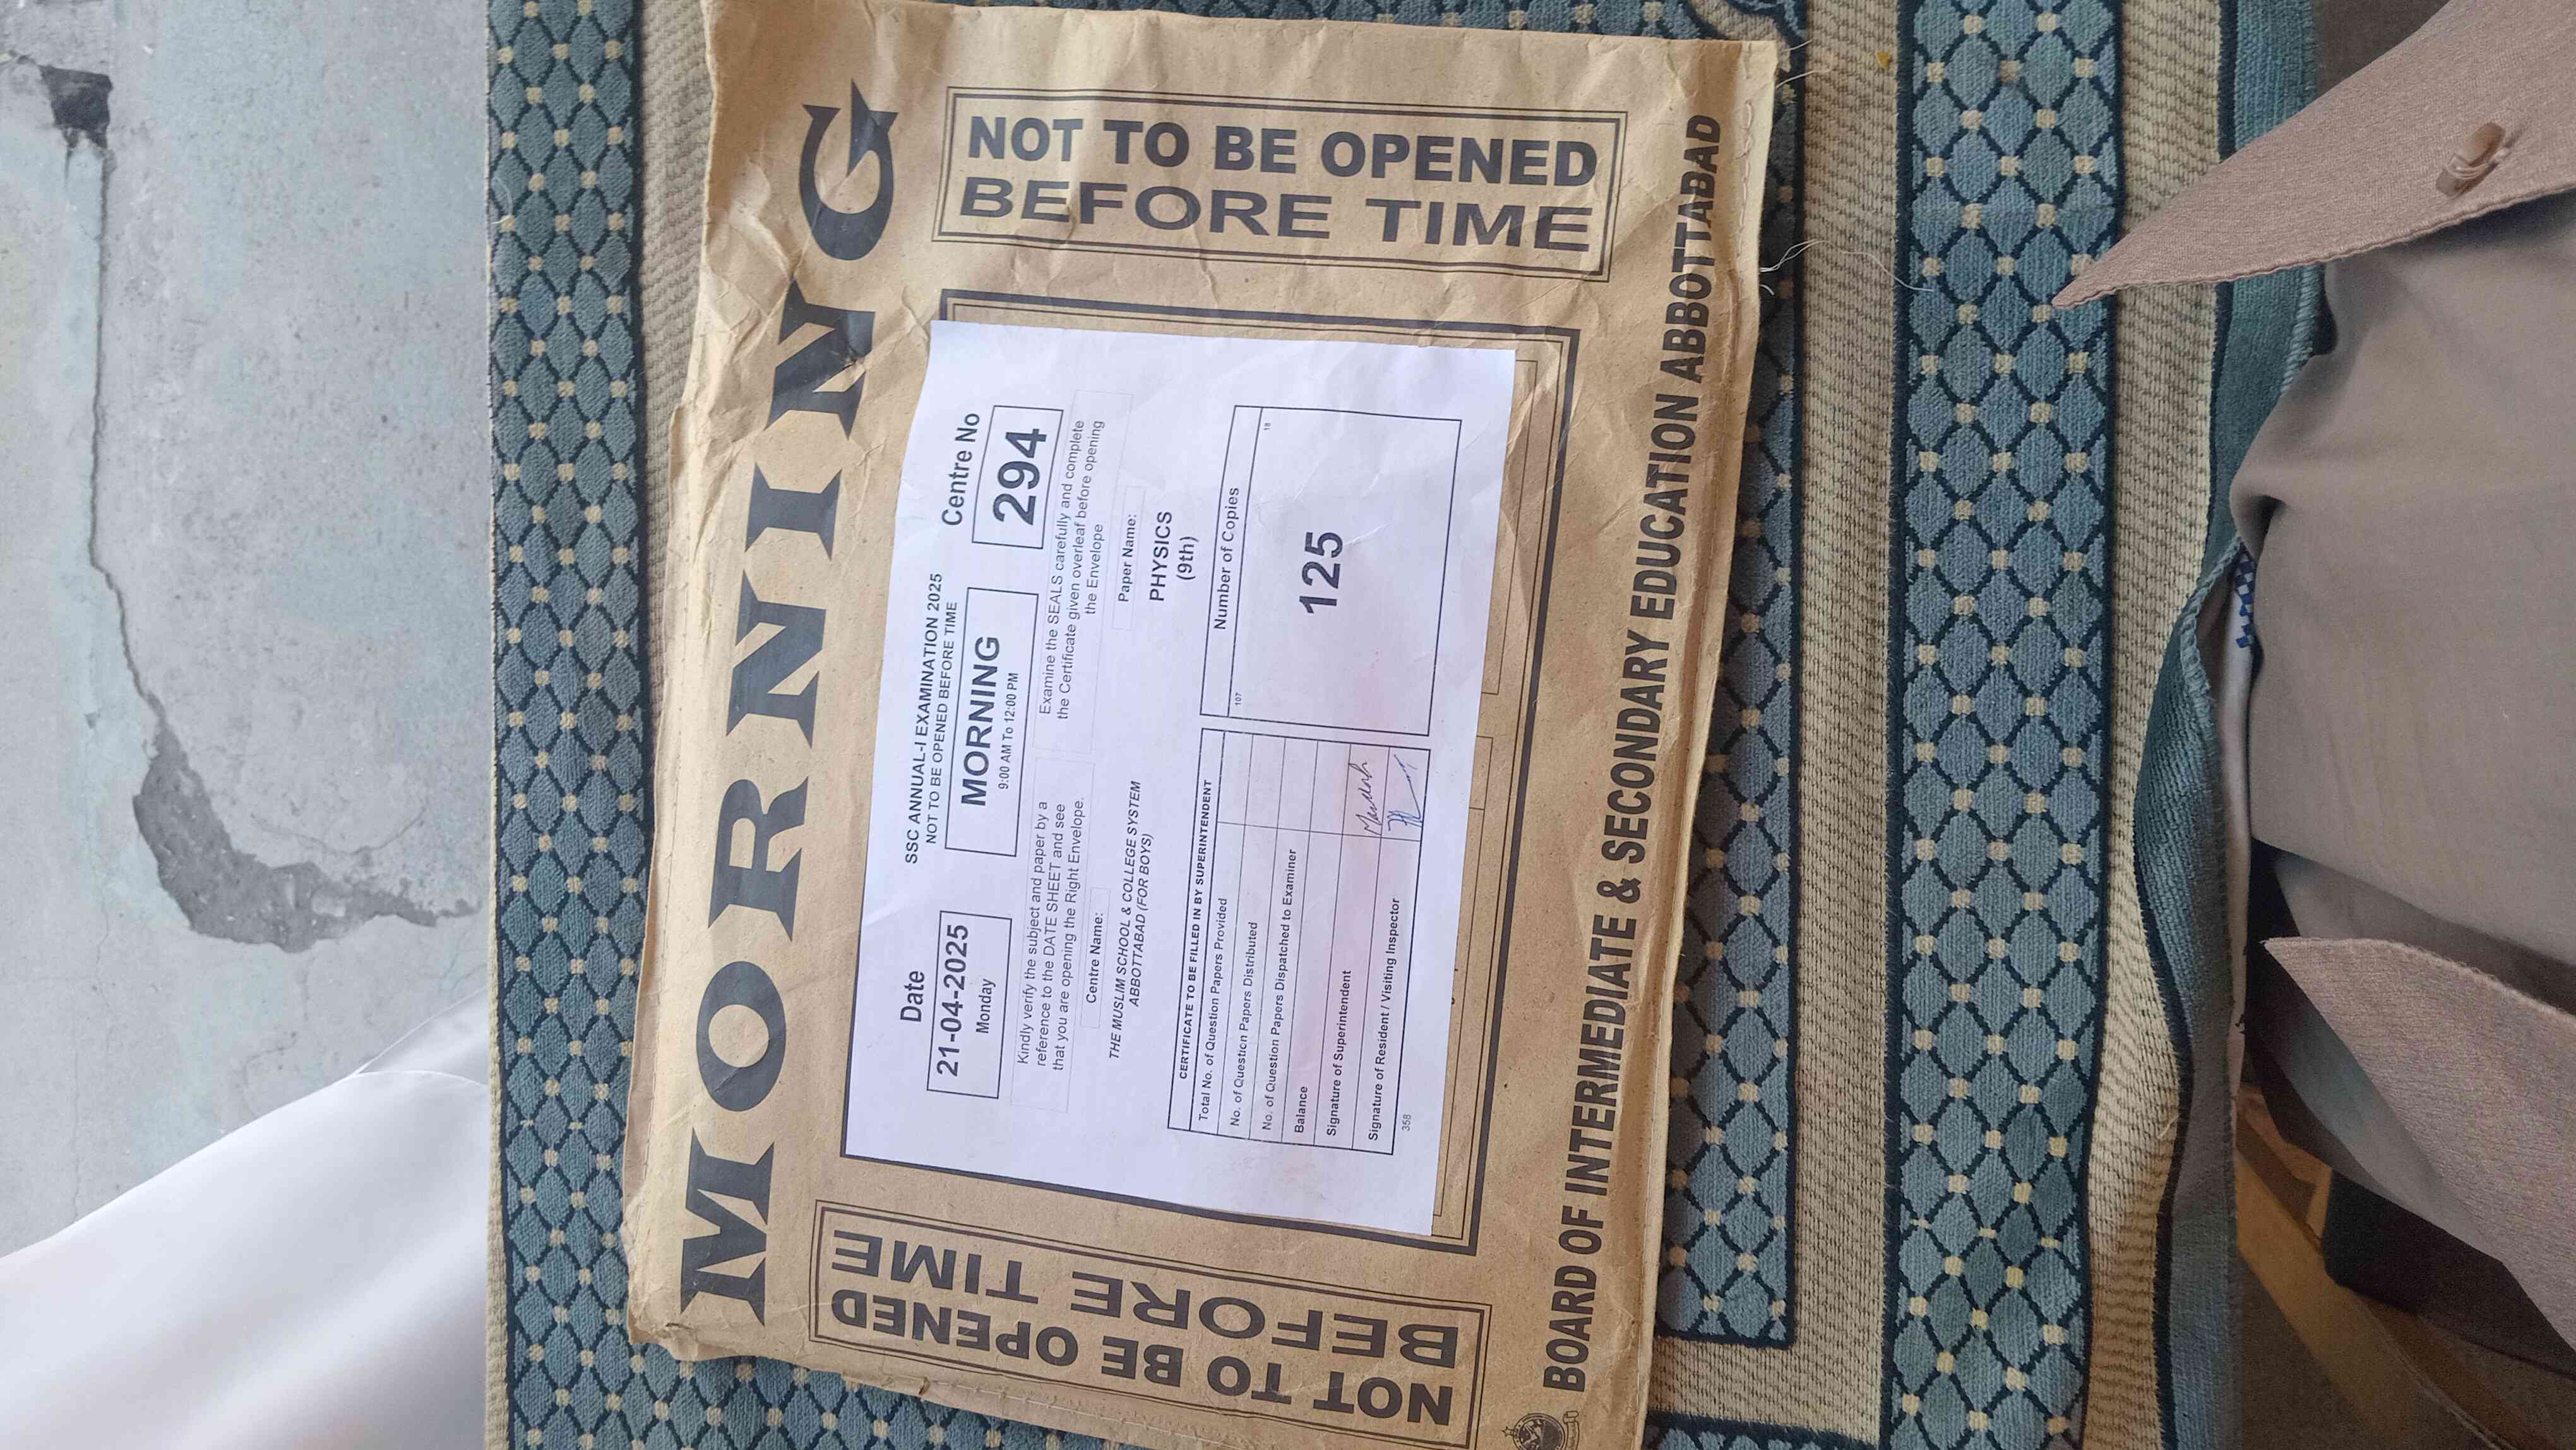 MORNING
NOT TO BE OPENED
BEFORE TIME
NOT TO BE OPENED
BEFORE TIME
SSC ANNUAL-I EXAMINATION 2025
NOT TO BE OPENED BEFORE TIME
Date
21-04-2025
Monday
MORNING
9:00 AM To 12:00 PM
Centre No
294
Kindly verify the subject and paper by a
reference to the DATE SHEET and see
that you are opening the Right Envelope.
Examine the SEALS carefully and complete
the Certificate given overleaf before opening
the Envelope
Centre Name:
THE MUSLIM SCHOOL & COLLEGE SYSTEM
ABBOTTABAD (FOR BOYS)
Paper Name:
PHYSICS
(9th)
CERTIFICATE TO BE FILLED IN BY SUPERINTENDENT
Total No. of Question Papers Provided
No. of Question Papers Distributed
No. of Question Papers Dispatched to Examiner
Balance
Signature of Superintendent
Signature of Resident / Visiting Inspector
358
107
Number of Copies
18
125
BOARD OF INTERMEDIATE & SECONDARY EDUCATION ABBOTTABAD